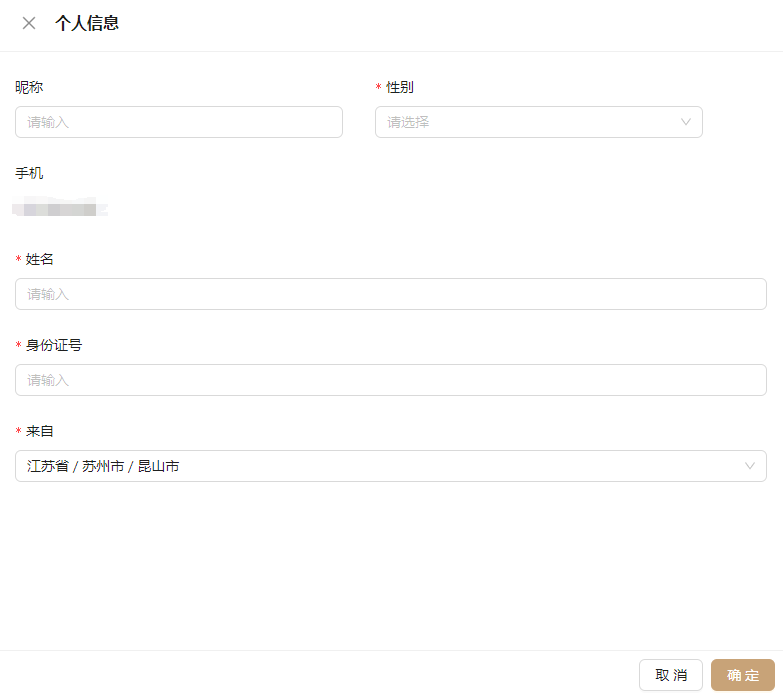 个人信息
昵称
* 性别
请输入
请选择
手机
* 姓名
请输入
* 身份证号
请输入
* 来自
江苏省 / 苏州市 / 昆山市
取 消
确 定